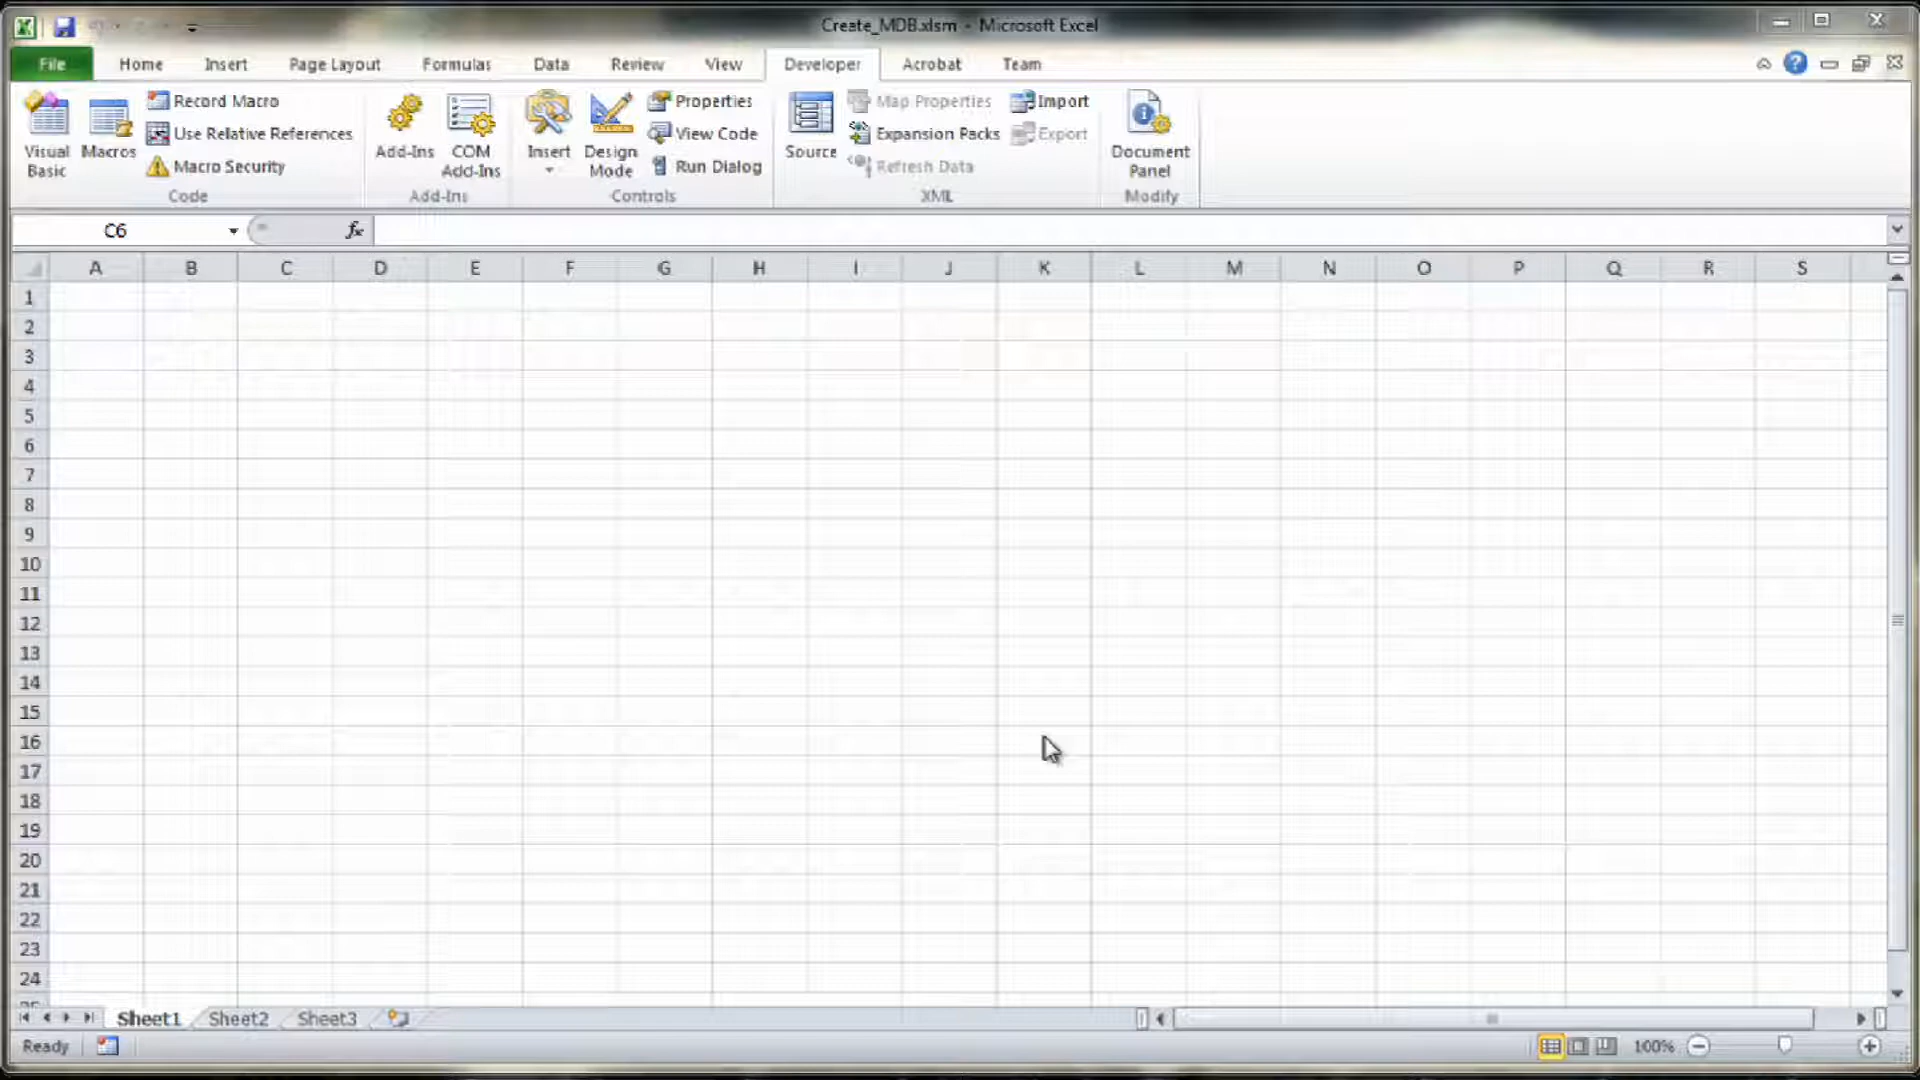 Create_MDB.xlsm - Microsoft Excel
File Home Insert Page Layout Formulas Data Review View Developer Acrobat Team
Visual Basic
Macros
Record Macro
Use Relative References
Macro Security
Code
Add-Ins
COM Add-Ins
Add-Ins
Insert
Design Mode
Properties
View Code
Run Dialog
Controls
Source
Map Properties
Expansion Packs
Refresh Data
Import
Export
XML
Document Panel
Modify
C6
fx
A B C D E F G H I J K L M N O P Q R S
1
2
3
4
5
6
7
8
9
10
11
12
13
14
15
16
17
18
19
20
21
22
23
24
Sheet1 Sheet2 Sheet3
Ready 100%